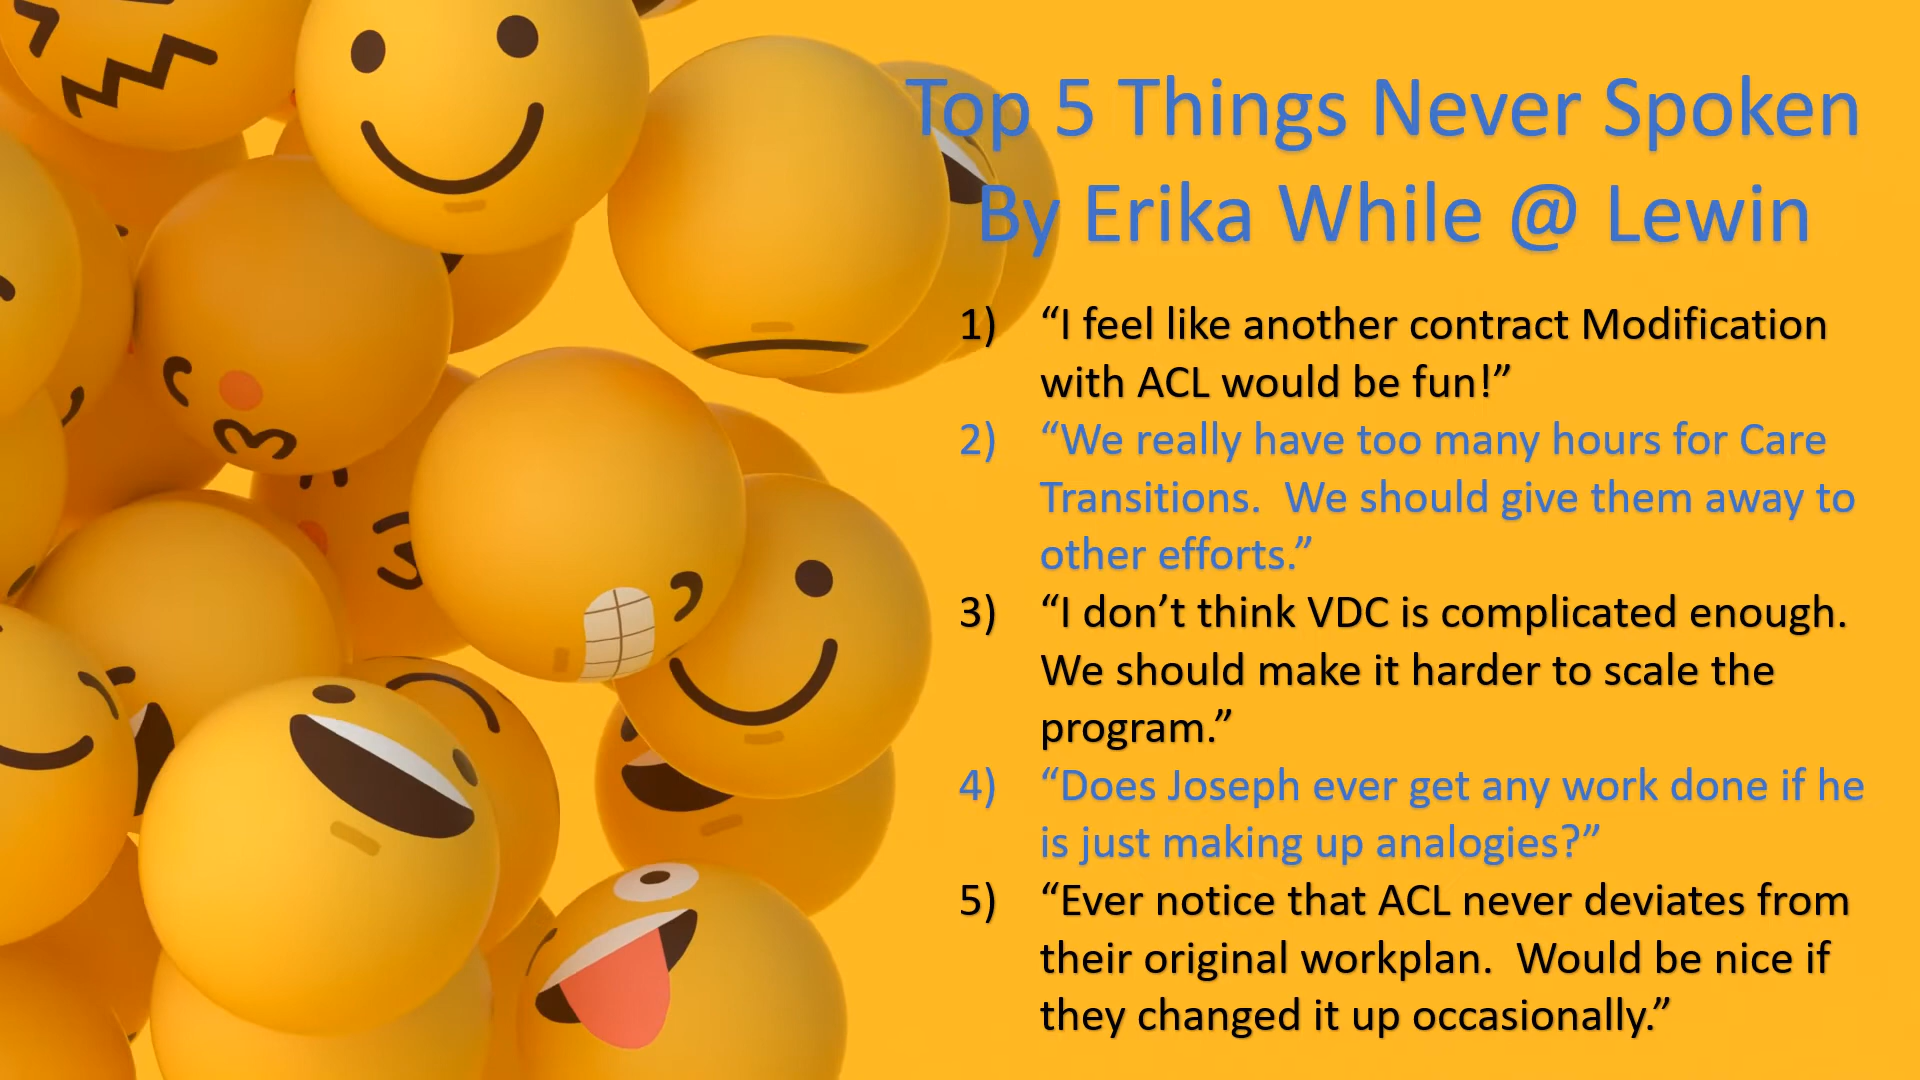 Top 5 Things Never Spoken
By Erika While @ Lewin
1) “I feel like another contract Modification
with ACL would be fun!”
2) “We really have too many hours for Care
Transitions.  We should give them away to
other efforts.”
3) “I don’t think VDC is complicated enough.
We should make it harder to scale the
program.”
4) “Does Joseph ever get any work done if he
is just making up analogies?”
5) “Ever notice that ACL never deviates from
their original workplan.  Would be nice if
they changed it up occasionally.”